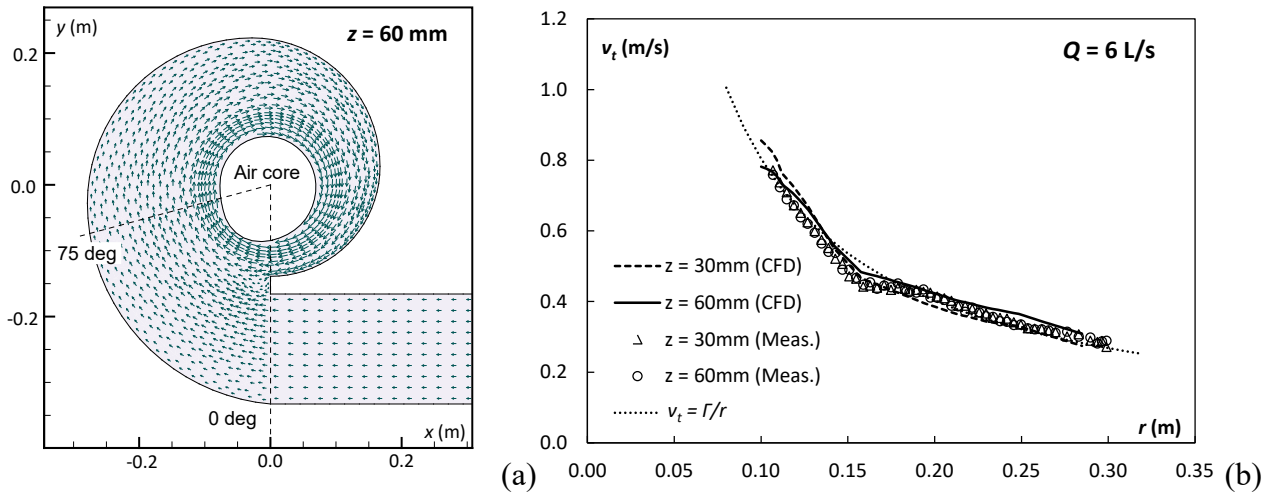 y (m)
z = 60 mm
0.2
0.0
-0.2
Air core
75 deg
0 deg
x (m)
-0.2
0.0
0.2
(a)
1.2
1.0
0.8
0.6
0.4
0.2
0.0
v_t (m/s)
Q = 6 L/s
z = 30mm (CFD)
z = 60mm (CFD)
z = 30mm (Meas.)
z = 60mm (Meas.)
v_t = Γ/r
r (m)
0.00
0.05
0.10
0.15
0.20
0.25
0.30
0.35
(b)